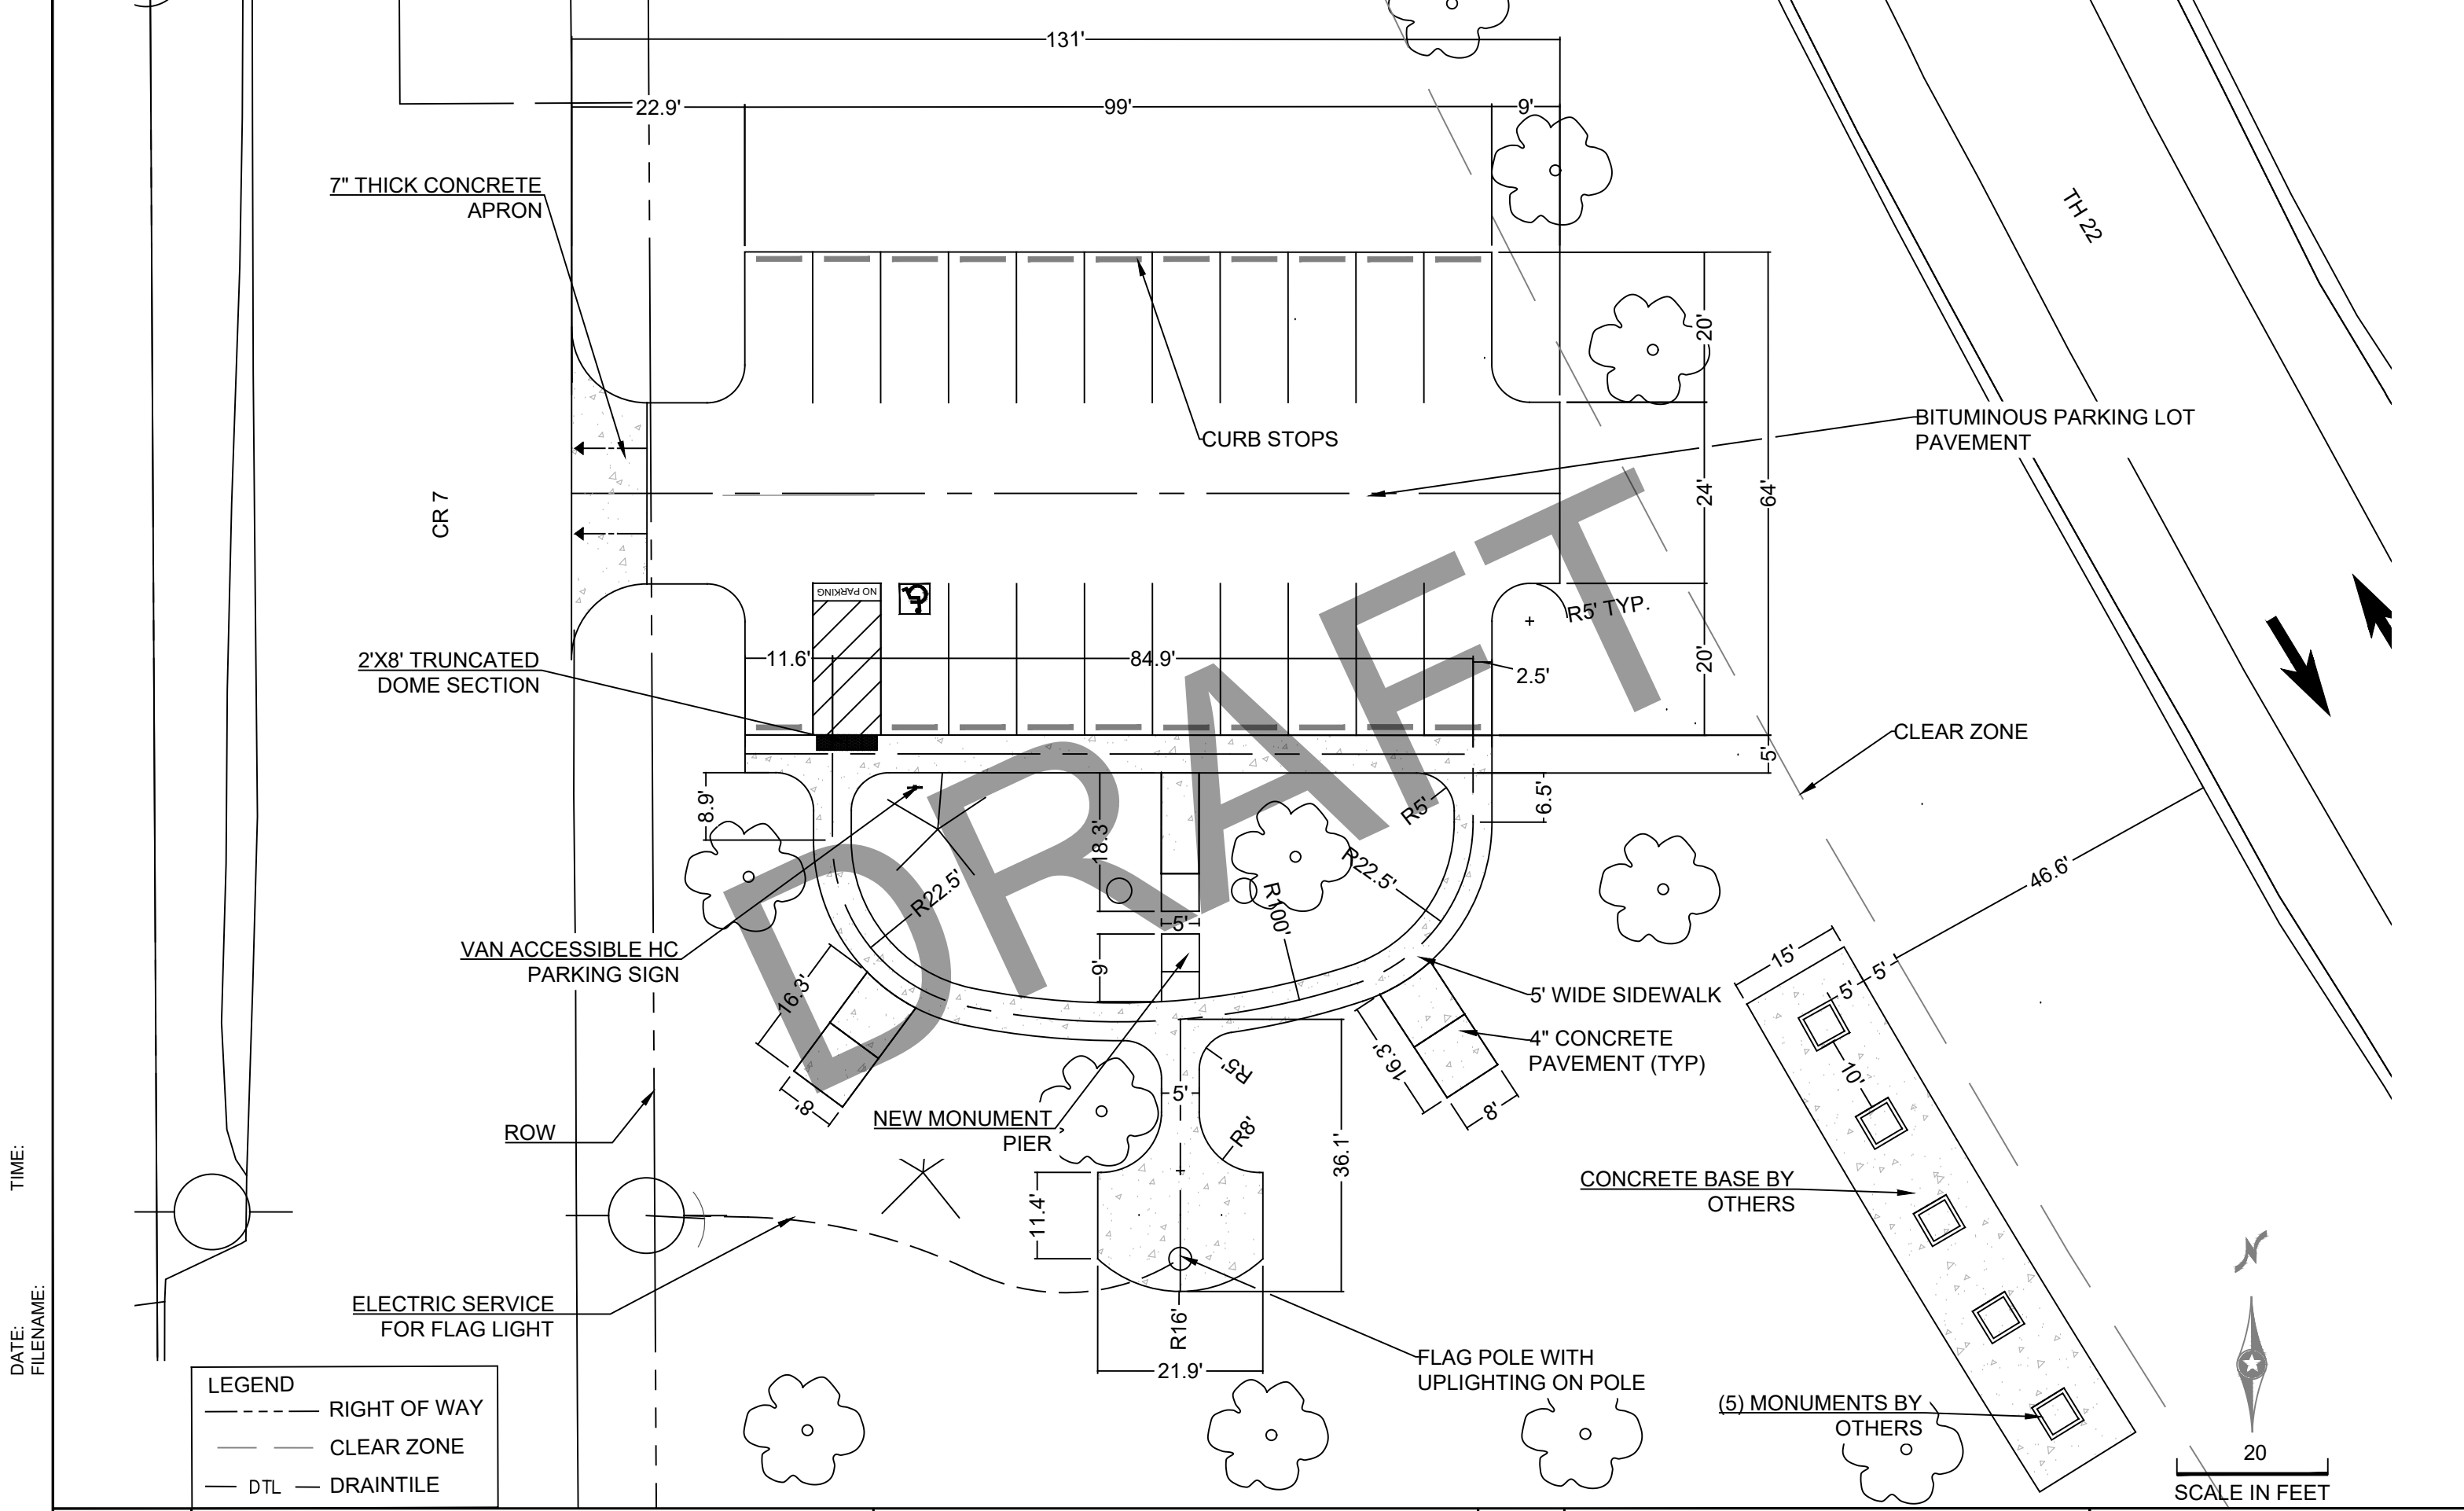 131'
22.9'
99'
9'
7" THICK CONCRETE
APRON
TH 22
20'
BITUMINOUS PARKING LOT
PAVEMENT
CURB STOPS
CR 7
24'
64'
NO PARKING
R5' TYP.
2'X8' TRUNCATED
DOME SECTION
11.6'
84.9'
2.5'
20'
CLEAR ZONE
5'
8.9'
18.3'
R5'
6.5'
DRAFT
R22.5'
R22.5'
R100'
46.6'
5'
VAN ACCESSIBLE HC
PARKING SIGN
9'
15'
5'
5'
16.3'
5' WIDE SIDEWALK
4" CONCRETE
PAVEMENT (TYP)
16.3'
R5'
10'
8'
5'
8'
NEW MONUMENT
PIER
ROW
R8'
36.1'
11.4'
CONCRETE BASE BY
OTHERS
TIME:
ELECTRIC SERVICE
FOR FLAG LIGHT
R16'
21.9'
FLAG POLE WITH
UPLIGHTING ON POLE
(5) MONUMENTS BY
OTHERS
N
DATE:
FILENAME:
LEGEND
RIGHT OF WAY
CLEAR ZONE
DTL DRAINTILE
20
SCALE IN FEET